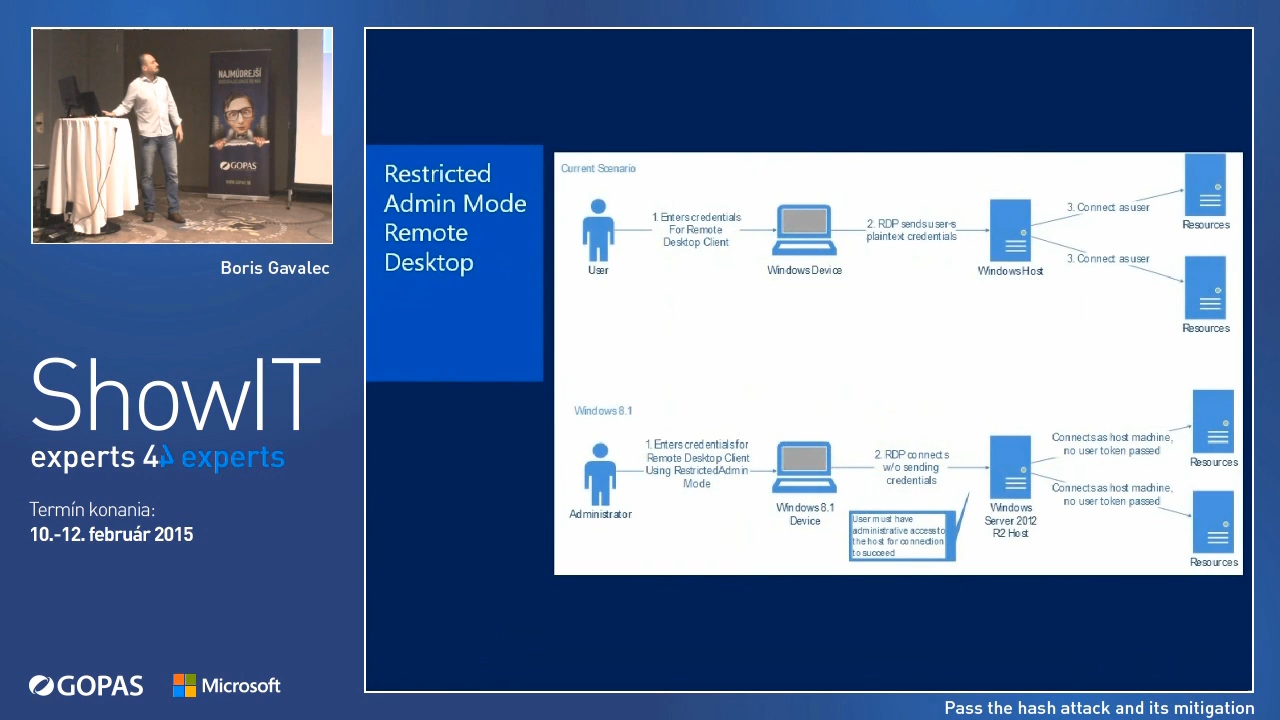 NAJMÚDREJŠÍ
GOPAS
Boris Gavalec
ShowIT
experts 4 experts
Termín konania:
10.-12. február 2015
GOPAS
Microsoft
Restricted
Admin Mode
Remote
Desktop
Current Scenario
User
1. Enters credentials
For Remote
Desktop Client
Windows Device
2. RDP sends user's
plaintext credentials
Windows Host
3. Connect as user
Resources
3. Connect as user
Resources
Windows 8.1
Administrator
1. Enters credentials for
Remote Desktop Client
Using RestrictedAdmin
Mode
Windows 8.1
Device
2. RDP connects
w/o sending
credentials
User must have
administrative access to
the host for connection
to succeed
Windows
Server 2012
R2 Host
Connects as host machine,
no user token passed
Resources
Connects as host machine,
no user token passed
Resources
Pass the hash attack and its mitigation